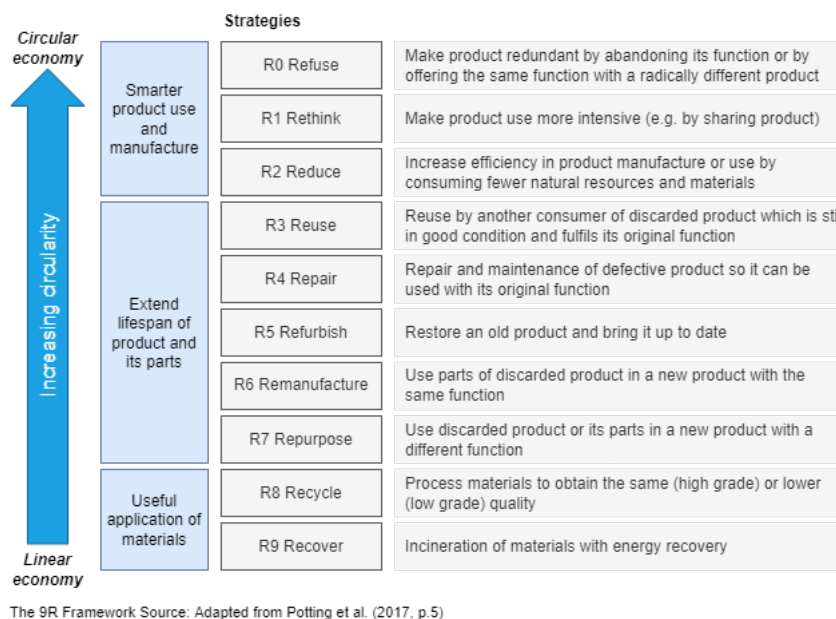 Strategies
Circular
economy
Increasing circularity
Linear
economy
Smarter
product use
and
manufacture
R0 Refuse
Make product redundant by abandoning its function or by
offering the same function with a radically different product
R1 Rethink
Make product use more intensive (e.g. by sharing product)
R2 Reduce
Increase efficiency in product manufacture or use by
consuming fewer natural resources and materials
Extend
lifespan of
product and
its parts
R3 Reuse
Reuse by another consumer of discarded product which is sti
in good condition and fulfils its original function
R4 Repair
Repair and maintenance of defective product so it can be
used with its original function
R5 Refurbish
Restore an old product and bring it up to date
R6 Remanufacture
Use parts of discarded product in a new product with the
same function
R7 Repurpose
Use discarded product or its parts in a new product with a
different function
Useful
application of
materials
R8 Recycle
Process materials to obtain the same (high grade) or lower
(low grade) quality
R9 Recover
Incineration of materials with energy recovery
The 9R Framework Source: Adapted from Potting et al. (2017, p.5)